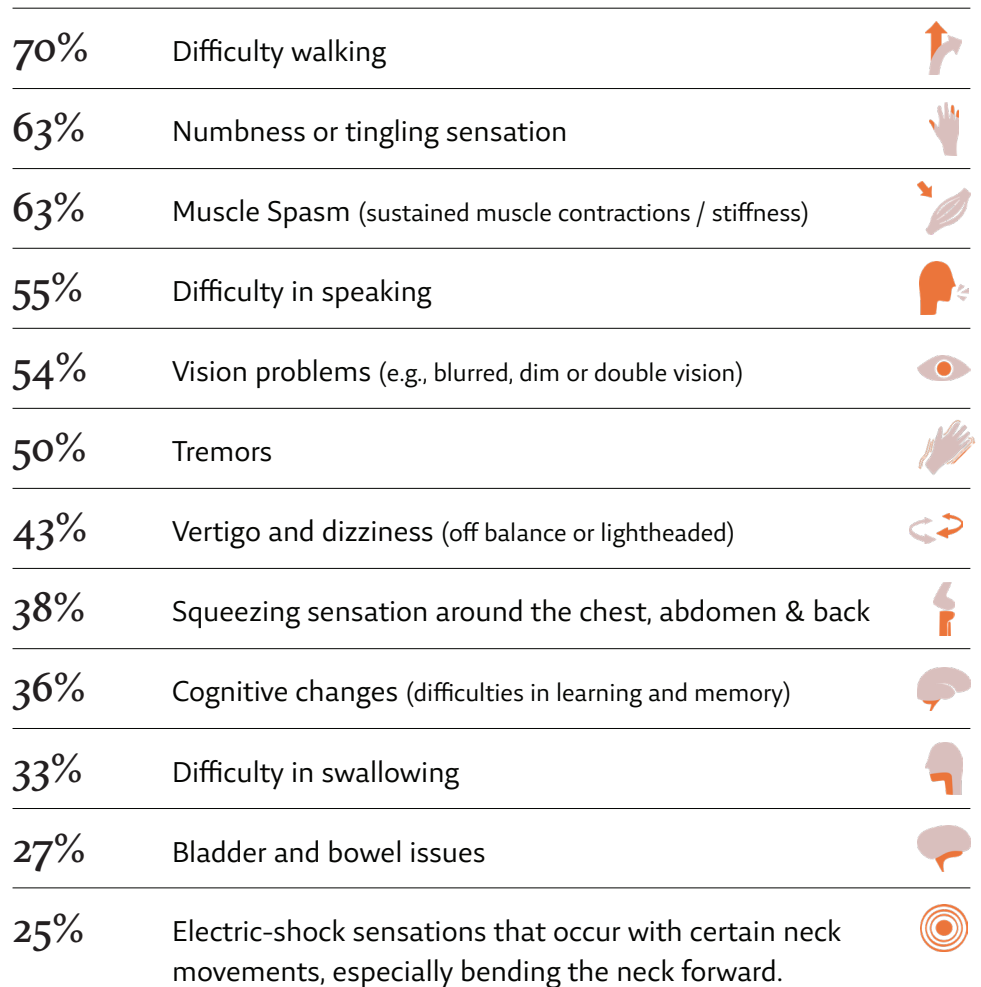 70% Difficulty walking
63% Numbness or tingling sensation
63% Muscle Spasm (sustained muscle contractions / stiffness)
55% Difficulty in speaking
54% Vision problems (e.g., blurred, dim or double vision)
50% Tremors
43% Vertigo and dizziness (off balance or lightheaded)
38% Squeezing sensation around the chest, abdomen & back
36% Cognitive changes (difficulties in learning and memory)
33% Difficulty in swallowing
27% Bladder and bowel issues
25% Electric-shock sensations that occur with certain neck
movements, especially bending the neck forward.